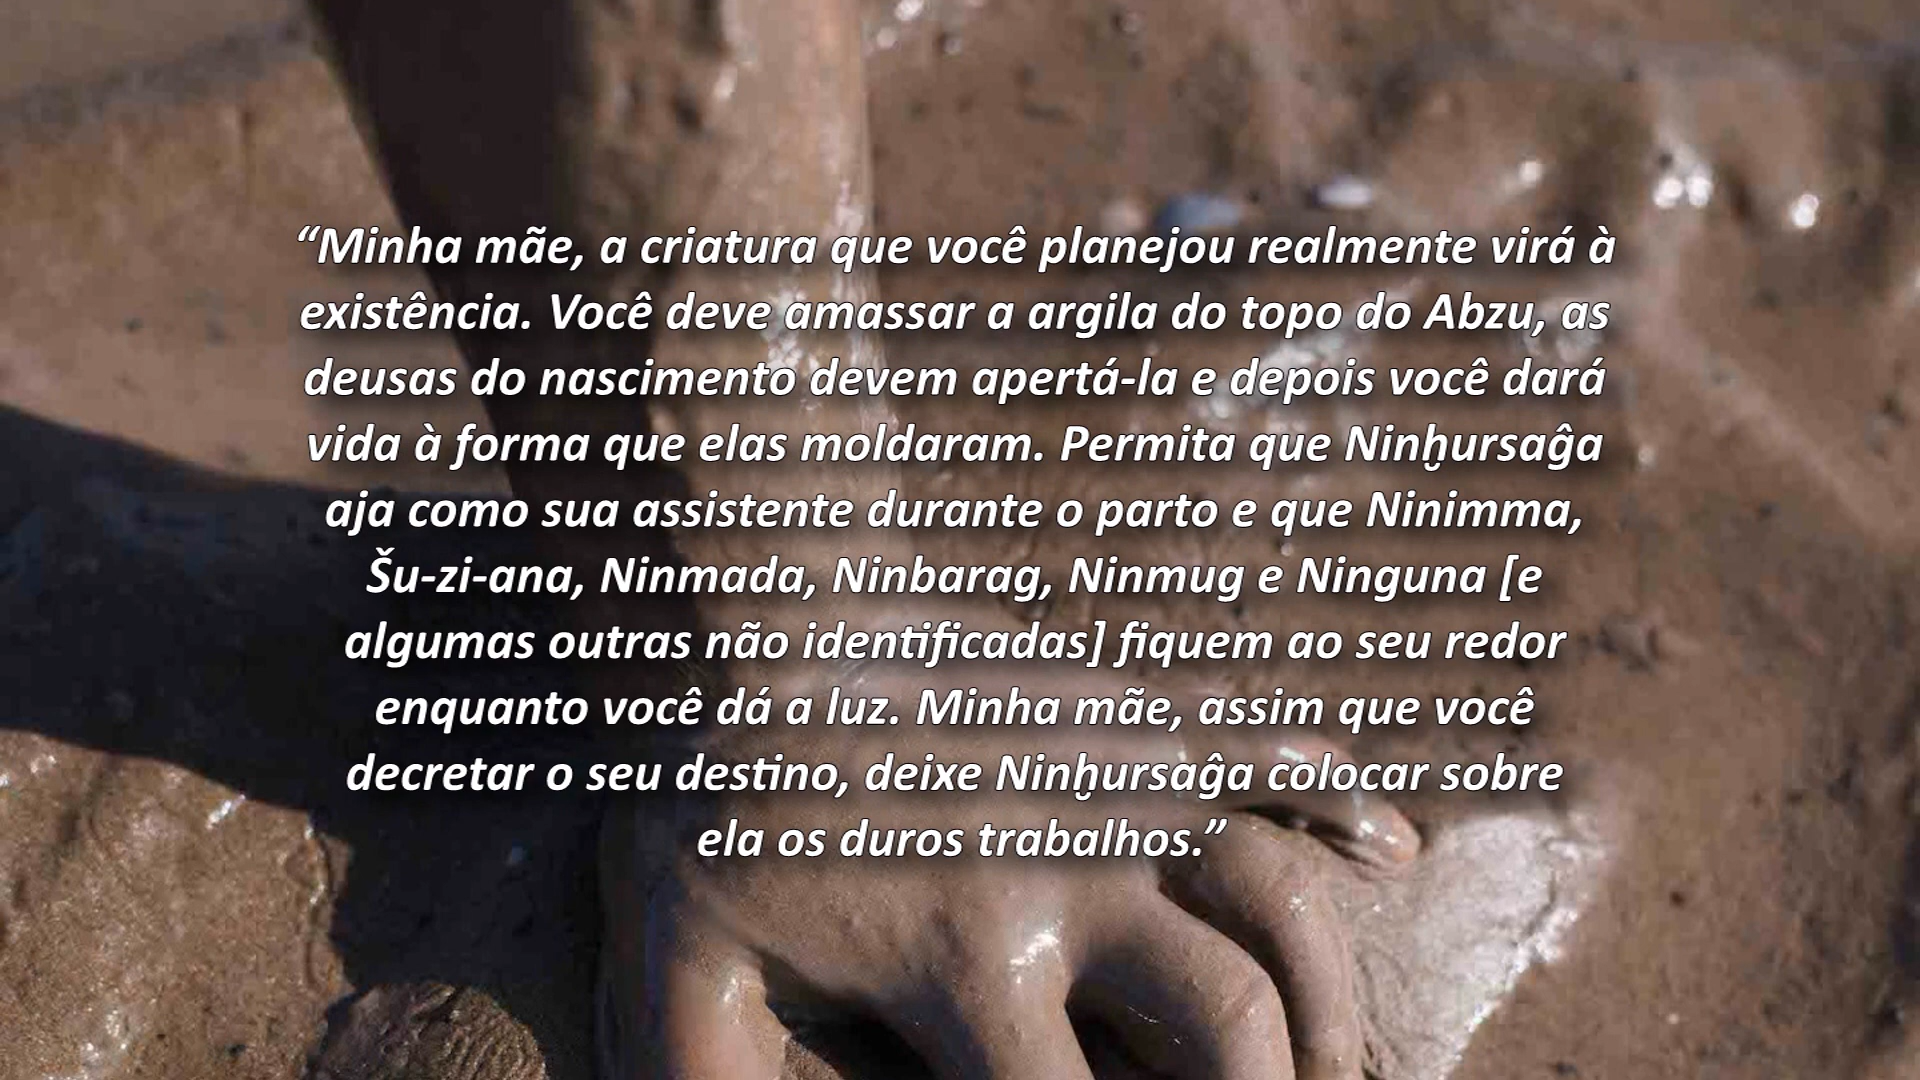 “Minha mãe, a criatura que você planejou realmente virá à
existência. Você deve amassar a argila do topo do Abzu, as
deusas do nascimento devem apertá-la e depois você dará
vida à forma que elas moldaram. Permita que Ninḫursaĝa
aja como sua assistente durante o parto e que Ninimma,
Šu-zi-ana, Ninmada, Ninbarag, Ninmug e Ninguna [e
algumas outras não identificadas] fiquem ao seu redor
enquanto você dá a luz. Minha mãe, assim que você
decretar o seu destino, deixe Ninḫursaĝa colocar sobre
ela os duros trabalhos.”